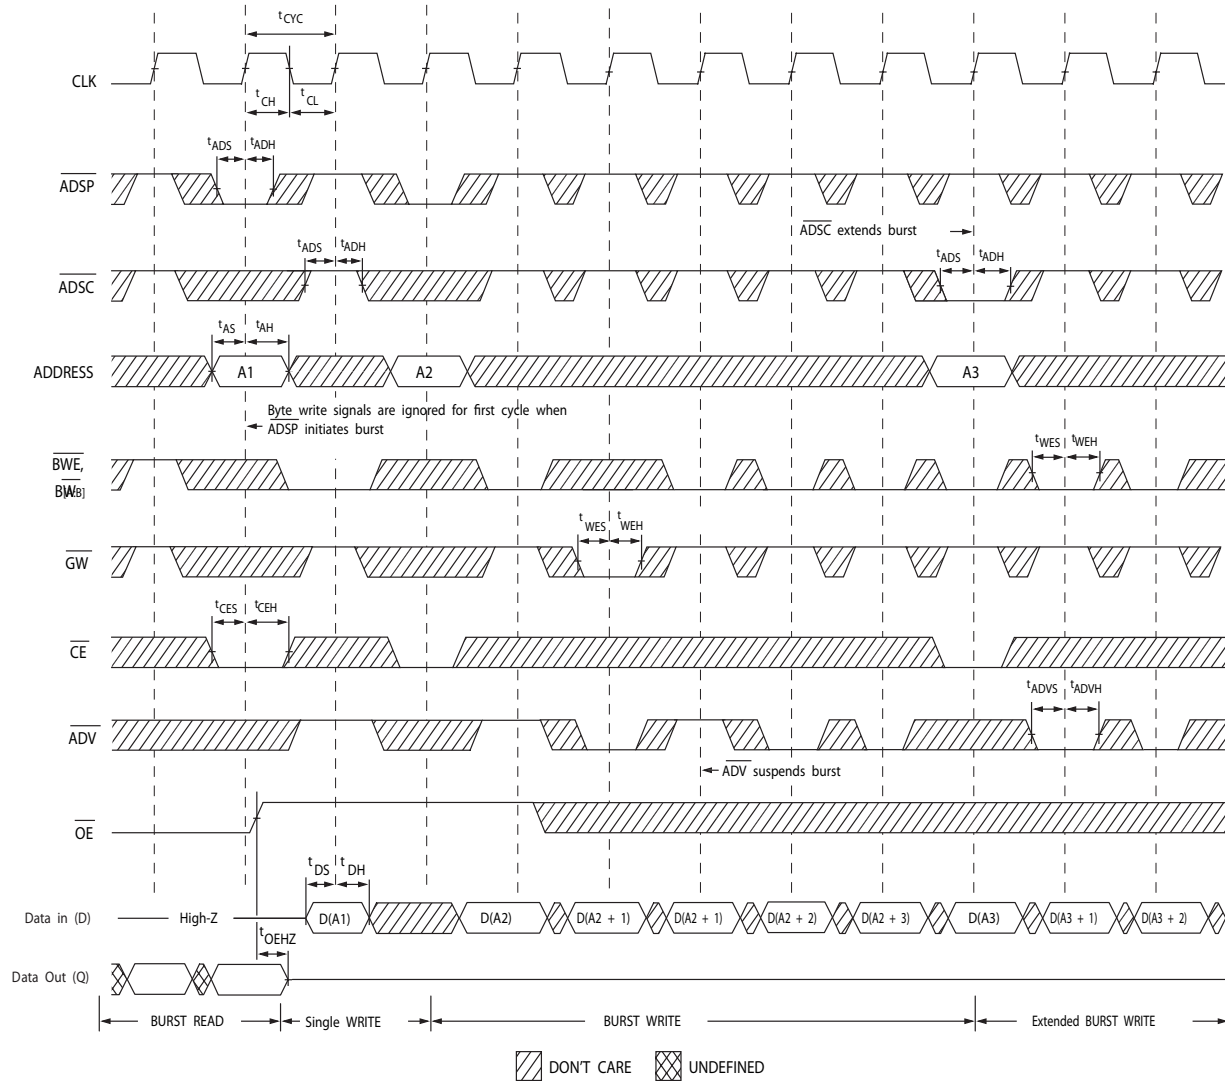 tCYC
CLK
tCH
tCL
tADS
tADH
ADSP
ADSC extends burst
tADS
tADH
tADS
tADH
ADSC
tAS
tAH
ADDRESS
A1
A2
A3
Byte write signals are ignored for first cycle when
ADSP initiates burst
tWES
tWEH
BWE,
BW[A:B]
tWES
tWEH
GW
tCES
tCEH
CE
tADVS
tADVH
ADV
ADV suspends burst
OE
tDS
tDH
Data in (D)
High-Z
D(A1)
D(A2)
D(A2 + 1)
D(A2 + 1)
D(A2 + 2)
D(A2 + 3)
D(A3)
D(A3 + 1)
D(A3 + 2)
tOEHZ
Data Out (Q)
BURST READ
Single WRITE
BURST WRITE
Extended BURST WRITE
DON'T CARE
UNDEFINED